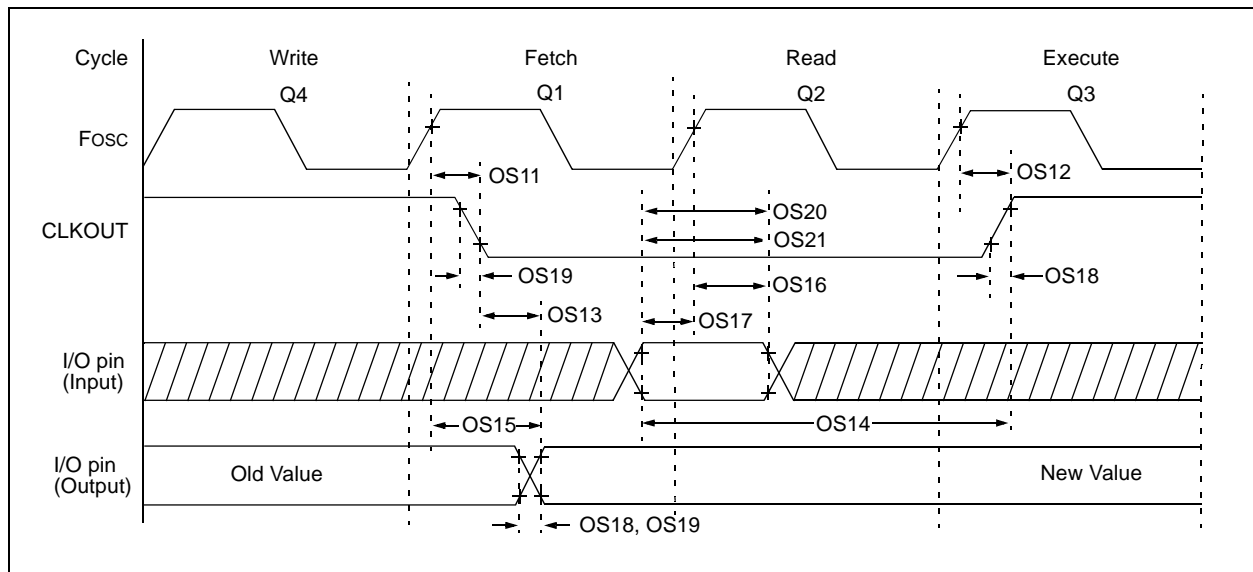 Cycle Write Fetch Read Execute
Q4 Q1 Q2 Q3
FOSC
OS11 OS12
OS20
CLKOUT
OS21
OS19 OS18
OS16
OS13 OS17
I/O pin
(Input)
OS15 OS14
I/O pin
(Output)
Old Value New Value
OS18, OS19